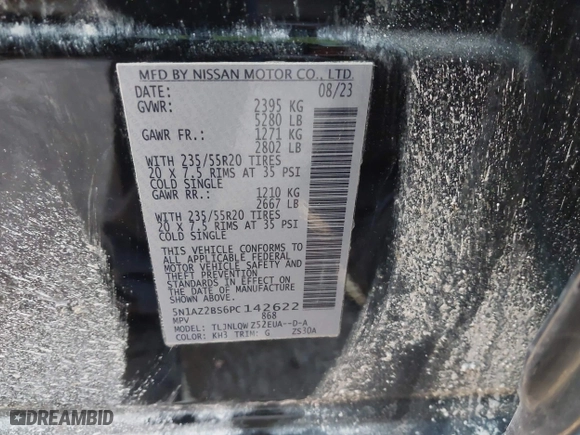 MFD BY NISSAN MOTOR CO., LTD.
DATE: 08/23
GVWR: 2395 KG
5280 LB
GAWR FR.: 1271 KG
2802 LB
WITH 235/55R20 TIRES
20 X 7.5 RIMS AT 35 PSI
COLD SINGLE
GAWR RR.: 1210 KG
2667 LB
WITH 235/55R20 TIRES
20 X 7.5 RIMS AT 35 PSI
COLD SINGLE
THIS VEHICLE CONFORMS TO
ALL APPLICABLE FEDERAL
MOTOR VEHICLE SAFETY AND
THEFT PREVENTION
STANDARDS IN EFFECT ON
THE DATE OF MANUFACTURE
SHOWN ABOVE.
5N1AZ2BS6PC142622
MPV 868
MODEL: TLJNLQWZ52EUA--D-A
COLOR: KH3 TRIM: G ZS30A
DREAMBID